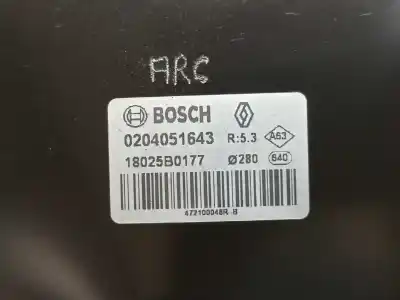 ARC
BOSCH
0204051643 R:5.3 A63
18025B0177 Ø280 640
472100048R-B